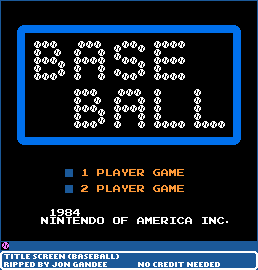 BASE
BALL
1 PLAYER GAME
2 PLAYER GAME
1984
NINTENDO OF AMERICA INC.
TITLE SCREEN (BASEBALL)
RIPPED BY JON GANDEE NO CREDIT NEEDED